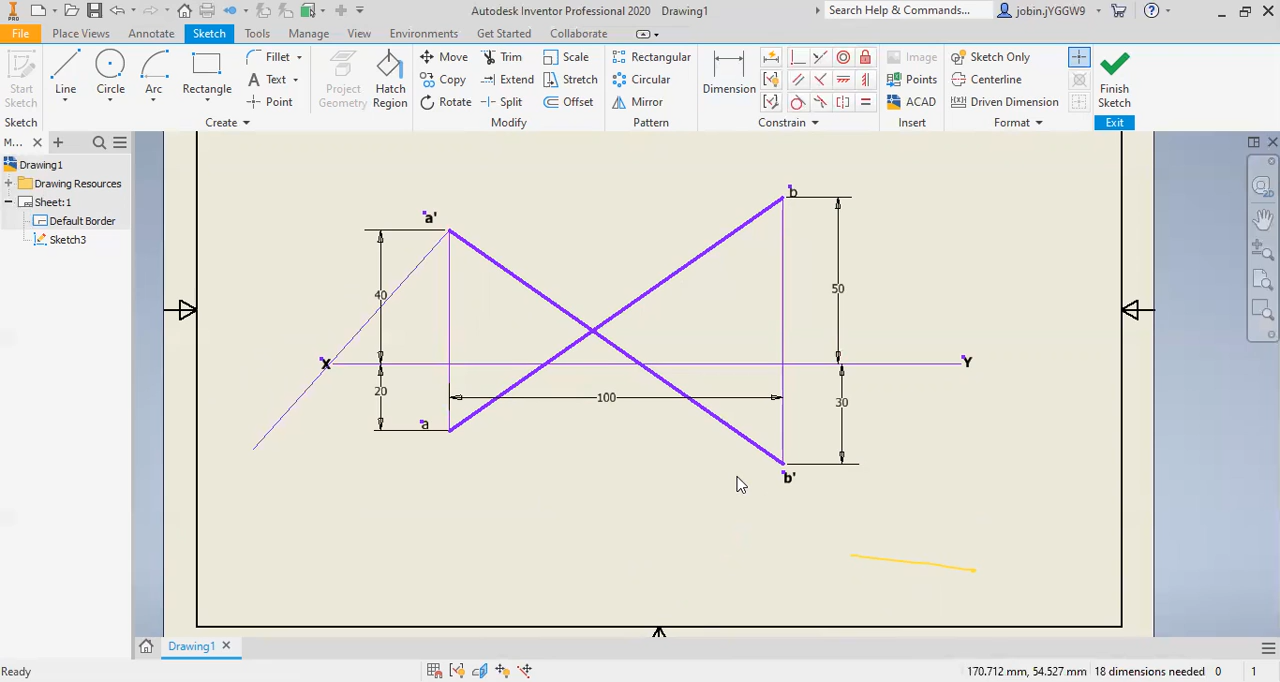 Autodesk Inventor Professional 2020 Drawing1
Search Help & Commands...
jobin.jYGGW9
PRO
File Place Views Annotate Sketch Tools Manage View Environments Get Started Collaborate
Start Sketch
Line
Circle
Arc
Rectangle
Fillet
Text
Point
Project Geometry
Hatch Region
Move
Copy
Rotate
Trim
Extend
Split
Scale
Stretch
Offset
Rectangular
Circular
Mirror
Dimension
Image
Points
ACAD
Sketch Only
Centerline
Driven Dimension
Finish Sketch
Sketch Create Modify Pattern Constrain Insert Format Exit
M...
Drawing1
Drawing Resources
Sheet:1
Default Border
Sketch3
b
a'
50
40
X
Y
20
100
30
a
b'
Drawing1
Ready
170.712 mm, 54.527 mm 18 dimensions needed 0 1